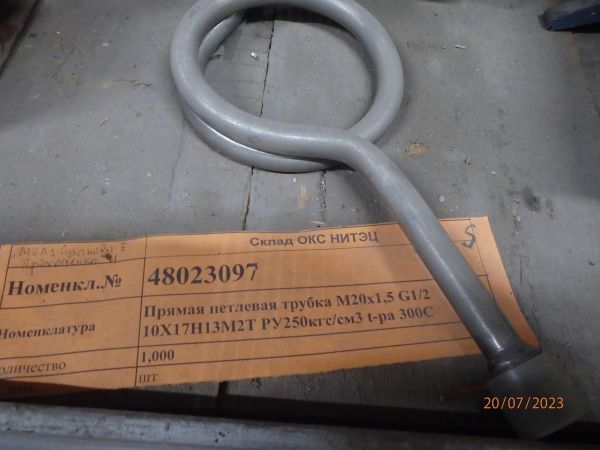 Склад ОКС НИТЭЦ
Номенкл..№ 48023097
Номенклатура Прямая петлевая трубка М20х1,5 G1/2
10Х17Н13М2Т РУ250кгс/см3 t-ра 300С
оличество 1,000
шт
20/07/2023